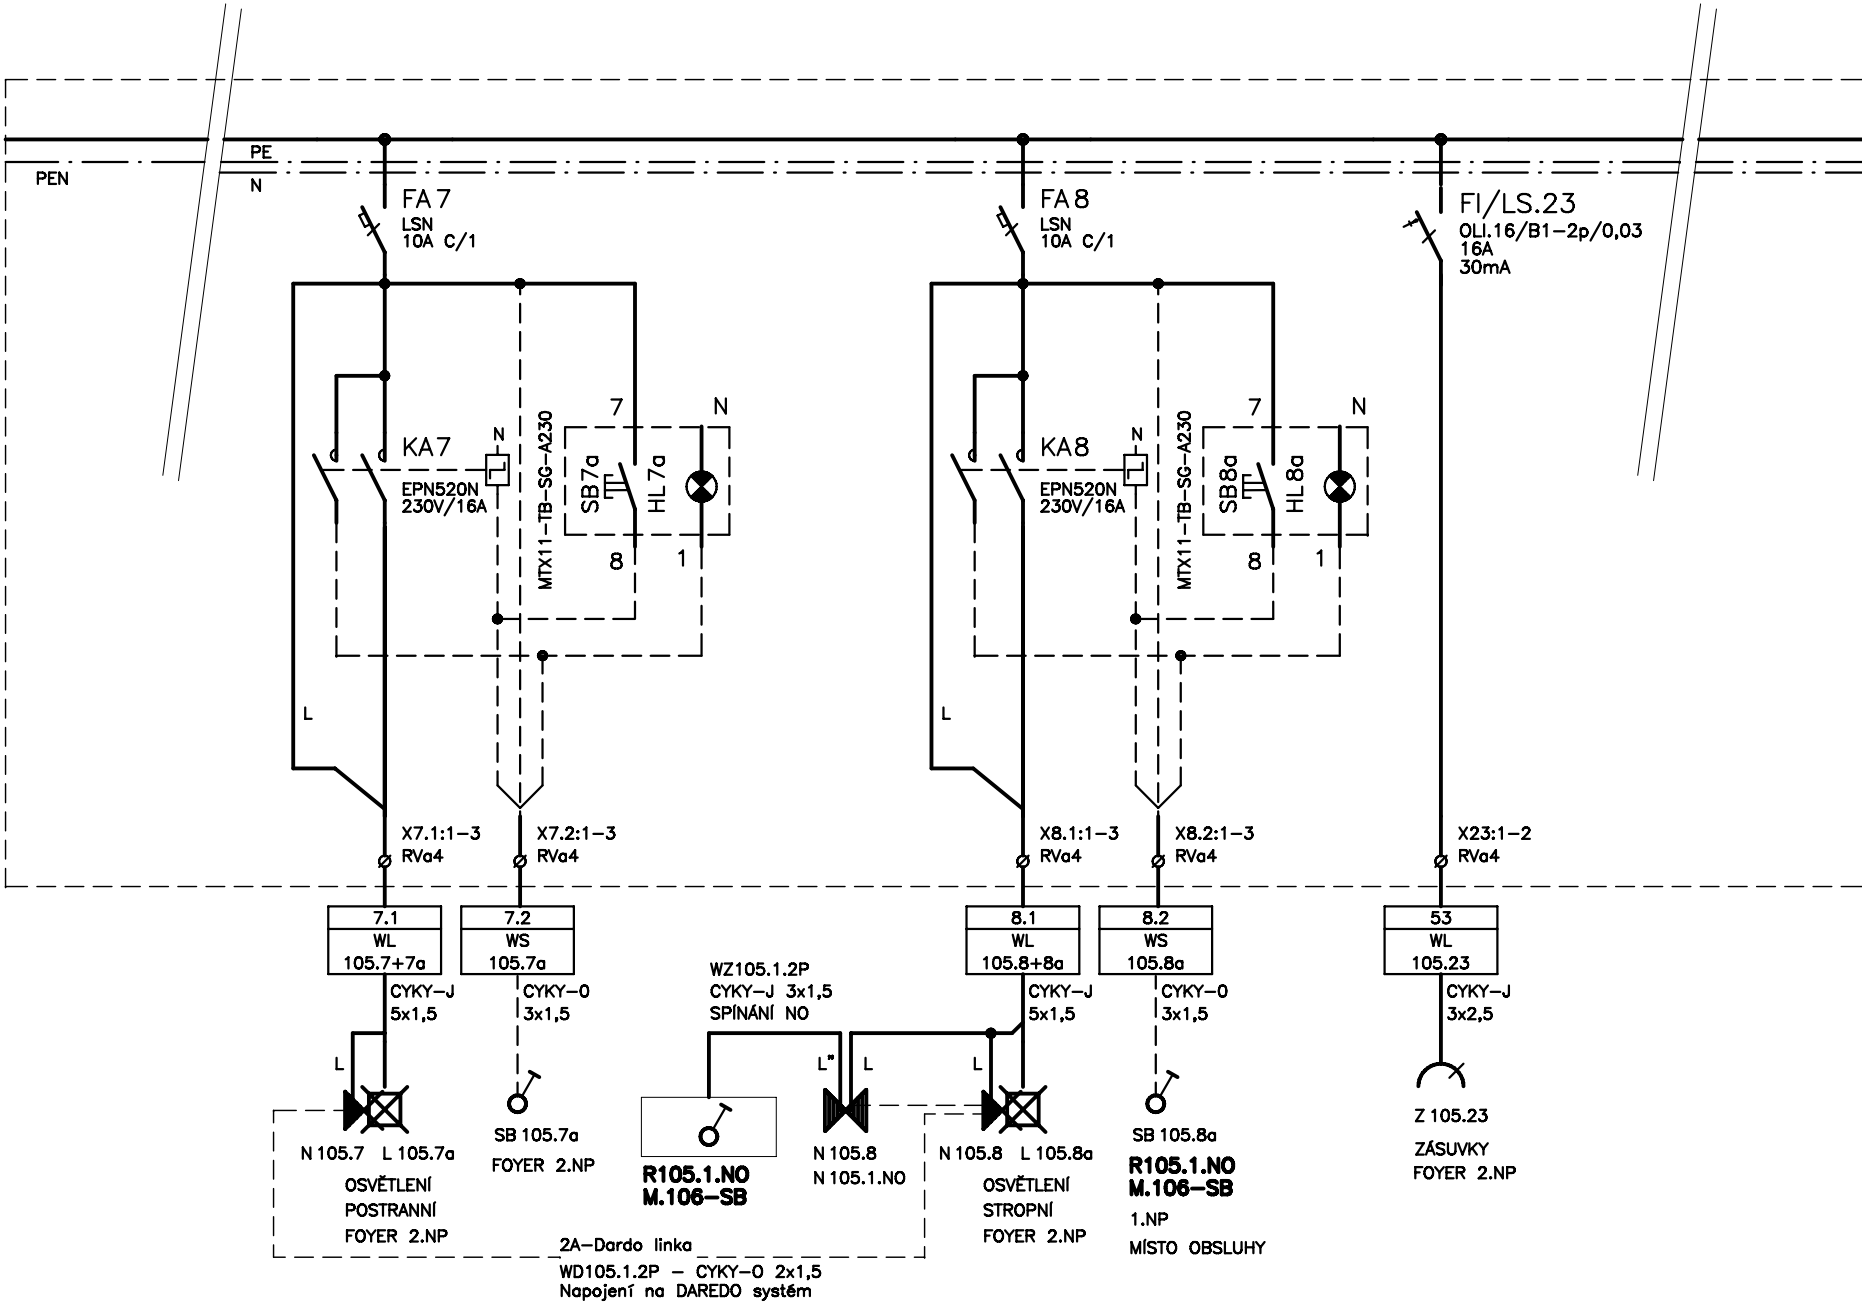 PE
PEN
N
FA 7
LSN
10A C/1
FA 8
LSN
10A C/1
FI/LS.23
OLI.16/B1-2p/0,03
16A
30mA
KA7
EPN520N
230V/16A
N
MTX11-TB-SG-A230
7
N
SB7a
HL7a
8
1
L
KA8
EPN520N
230V/16A
N
MTX11-TB-SG-A230
7
N
SB8a
HL8a
8
1
L
X7.1:1-3
RVa4
X7.2:1-3
RVa4
X8.1:1-3
RVa4
X8.2:1-3
RVa4
X23:1-2
RVa4
7.1
WL
105.7+7a
CYKY-J
5x1,5
7.2
WS
105.7a
CYKY-O
3x1,5
WZ105.1.2P
CYKY-J 3x1,5
SPÍNÁNÍ NO
8.1
WL
105.8+8a
CYKY-J
5x1,5
8.2
WS
105.8a
CYKY-O
3x1,5
53
WL
105.23
CYKY-J
3x2,5
L
L"
L
L
N 105.7 L 105.7a
OSVĚTLENÍ
POSTRANNÍ
FOYER 2.NP
SB 105.7a
FOYER 2.NP
R105.1.NO
M.106-SB
N 105.8
N 105.1.NO
N 105.8 L 105.8a
OSVĚTLENÍ
STROPNÍ
FOYER 2.NP
SB 105.8a
R105.1.NO
M.106-SB
1.NP
MÍSTO OBSLUHY
Z 105.23
ZÁSUVKY
FOYER 2.NP
2A-Dardo linka
WD105.1.2P - CYKY-O 2x1,5
Napojení na DAREDO systém